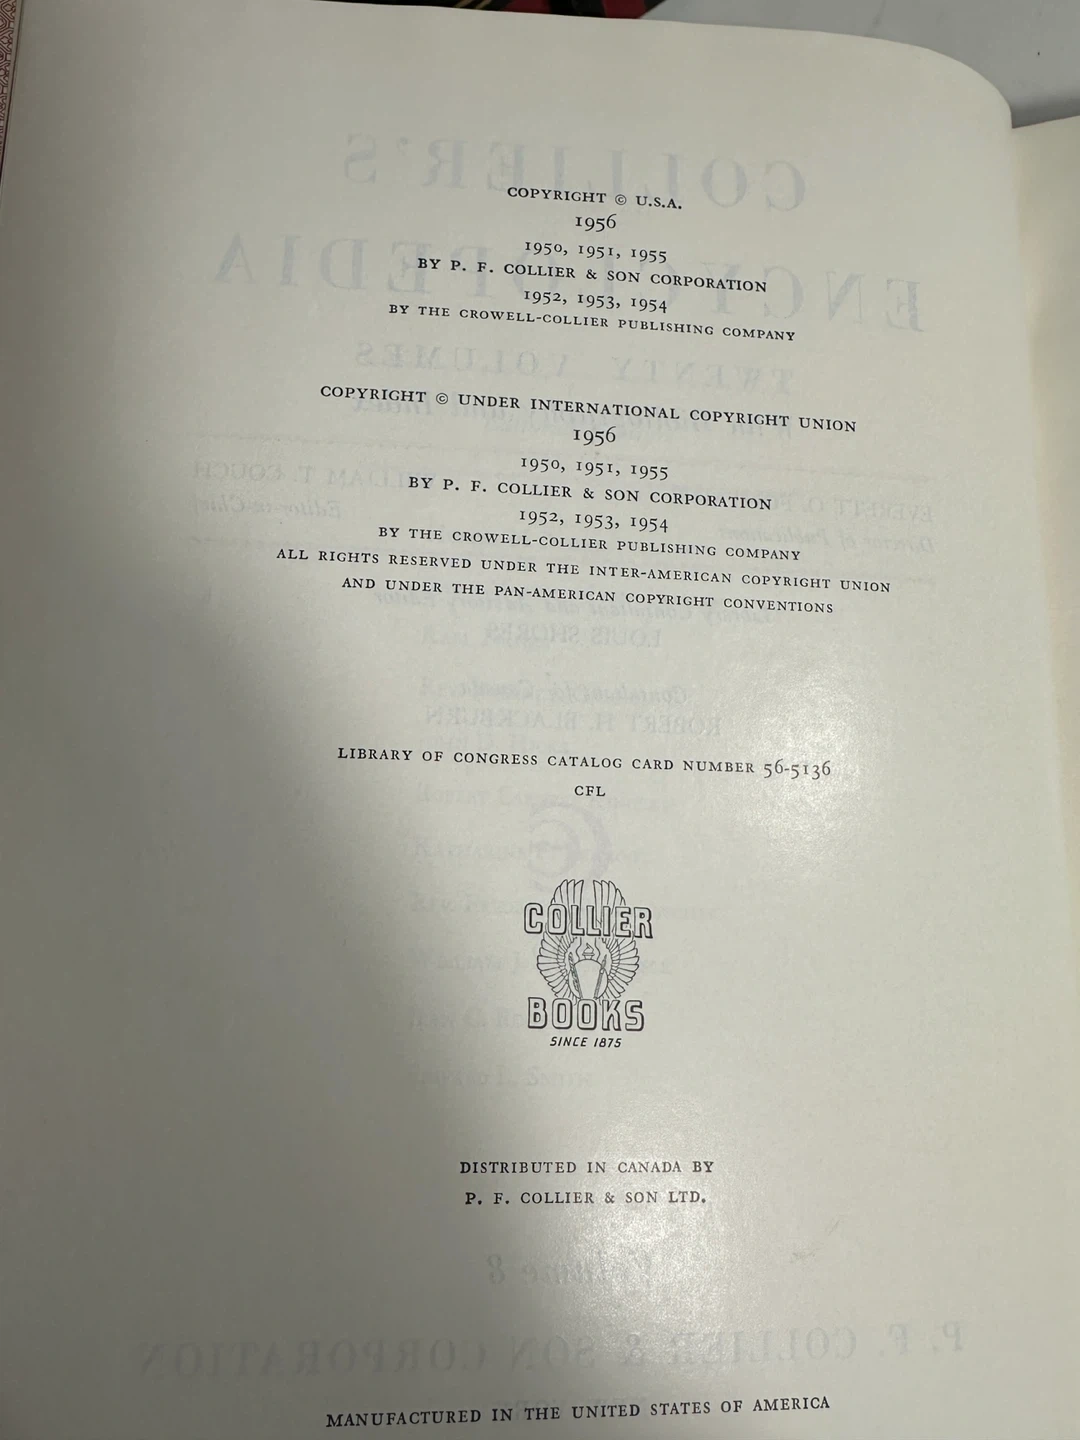 COPYRIGHT © U.S.A.
1956
1950, 1951, 1955
BY P. F. COLLIER & SON CORPORATION
1952, 1953, 1954
BY THE CROWELL-COLLIER PUBLISHING COMPANY
COPYRIGHT © UNDER INTERNATIONAL COPYRIGHT UNION
1956
1950, 1951, 1955
BY P. F. COLLIER & SON CORPORATION
1952, 1953, 1954
BY THE CROWELL-COLLIER PUBLISHING COMPANY
ALL RIGHTS RESERVED UNDER THE INTER-AMERICAN COPYRIGHT UNION
AND UNDER THE PAN-AMERICAN COPYRIGHT CONVENTIONS
LIBRARY OF CONGRESS CATALOG CARD NUMBER 56-5136
CFL
COLLIER
BOOKS
SINCE 1875
DISTRIBUTED IN CANADA BY
P. F. COLLIER & SON LTD.
MANUFACTURED IN THE UNITED STATES OF AMERICA